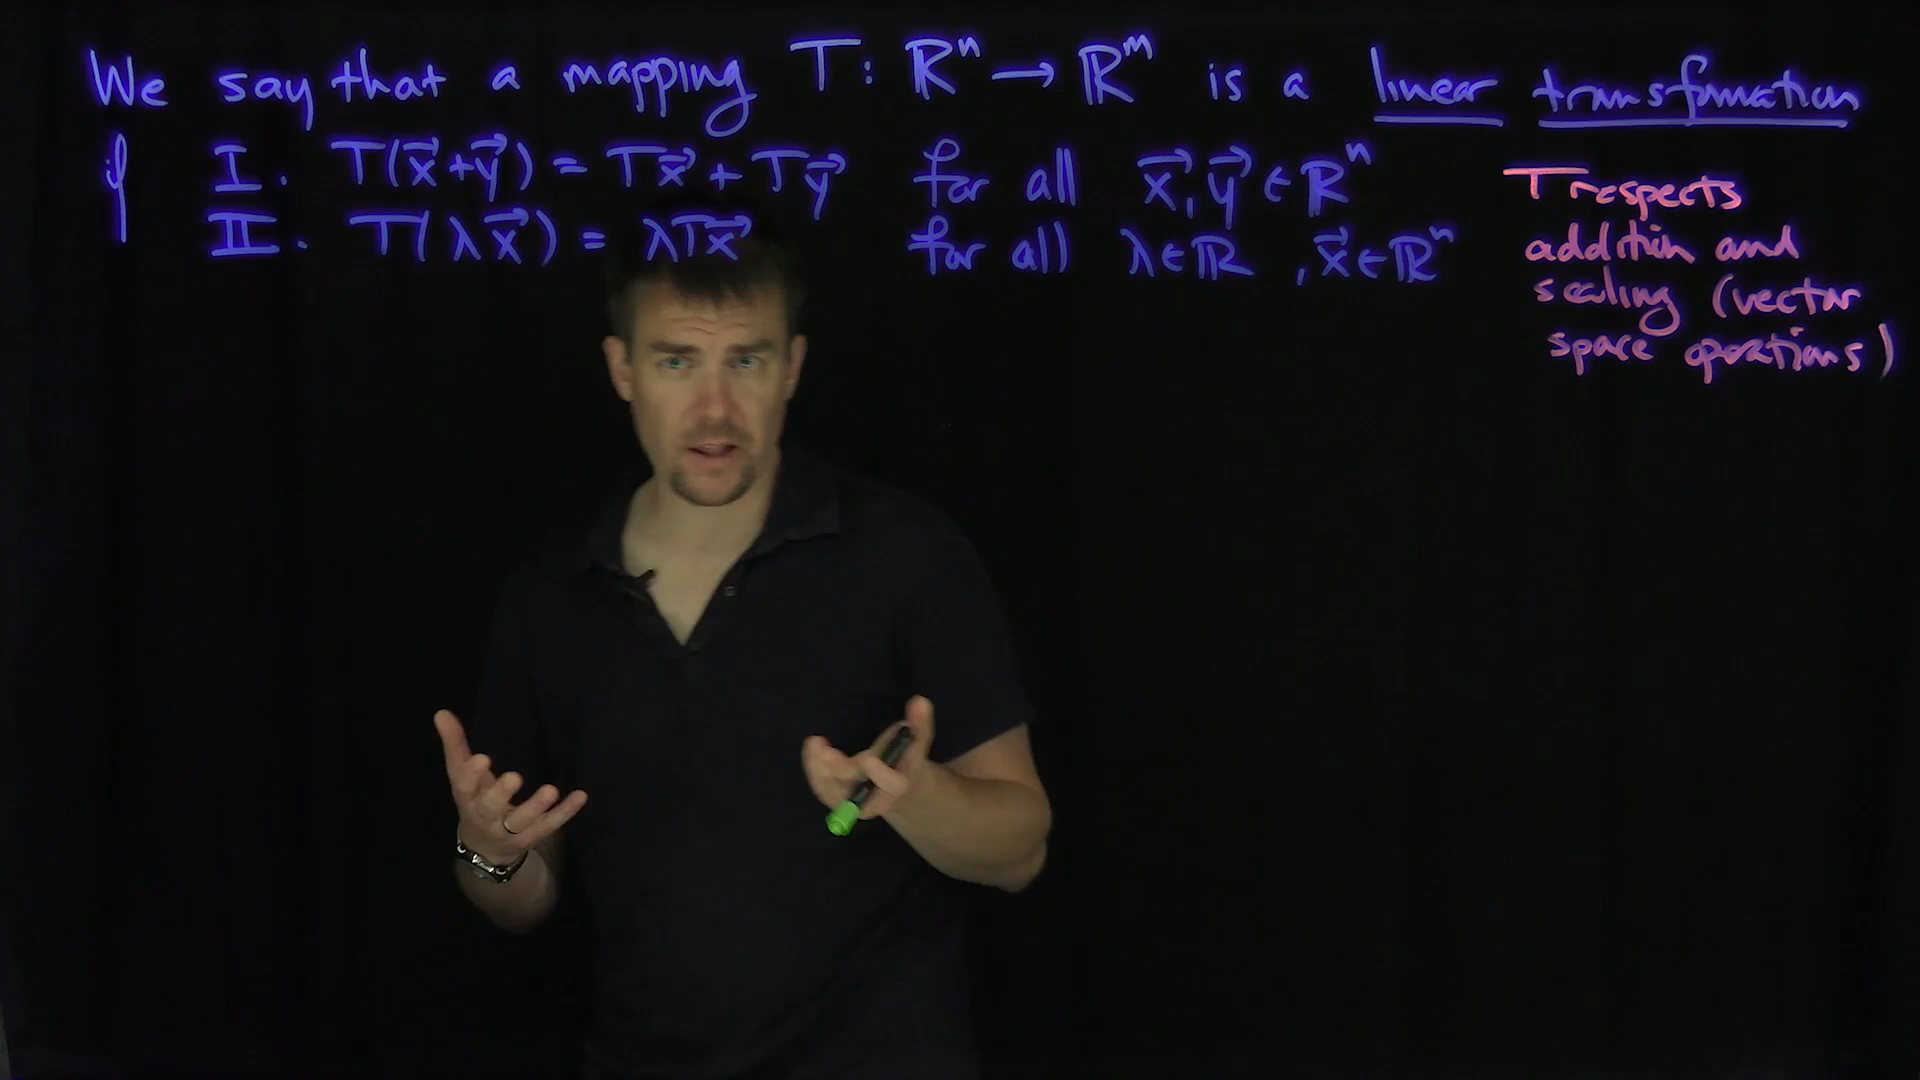 We say that a mapping T: ℝⁿ → ℝᵐ is a linear transformation
if I. T(x⃗+y⃗) = Tx⃗ + Ty⃗ for all x⃗, y⃗ ∈ ℝⁿ
II. T(λx⃗) = λTx⃗ for all λ∈ℝ, x⃗∈ℝⁿ
T respects
addition and
scaling (vector
space operations)